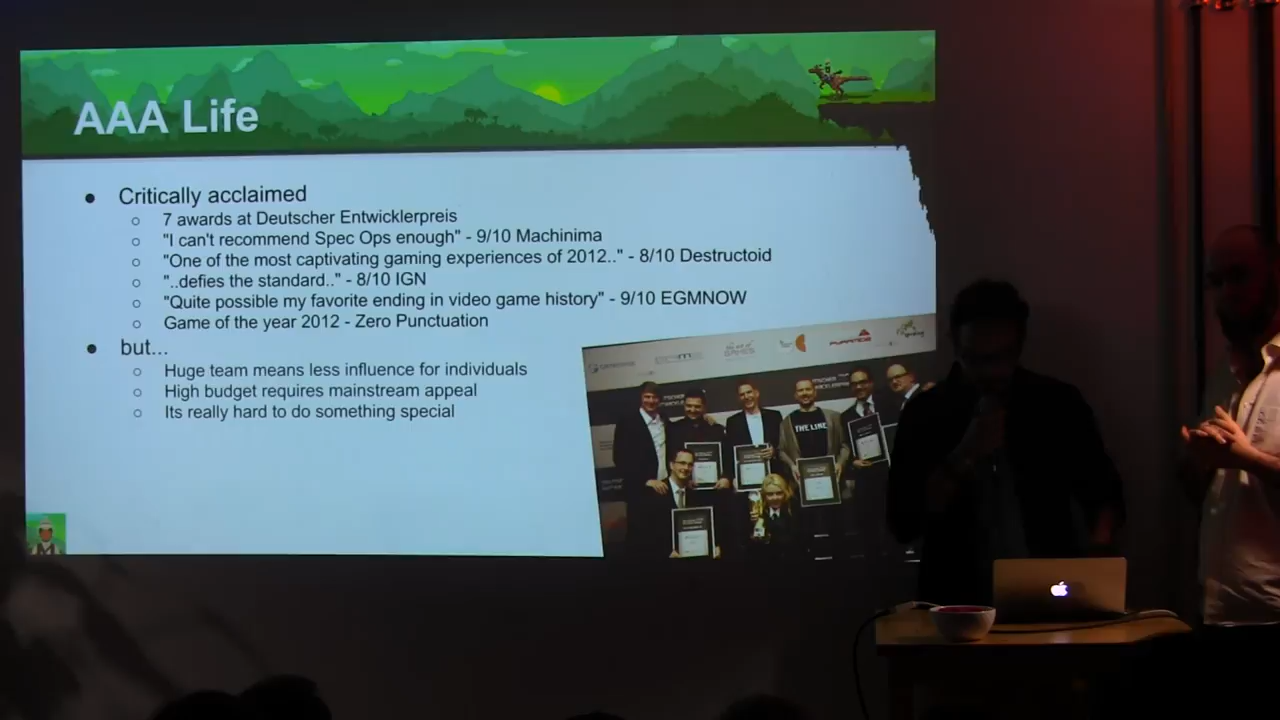 AAA Life
● Critically acclaimed
○ 7 awards at Deutscher Entwicklerpreis
○ "I can't recommend Spec Ops enough" - 9/10 Machinima
○ "One of the most captivating gaming experiences of 2012.." - 8/10 Destructoid
○ "..defies the standard.." - 8/10 IGN
○ "Quite possible my favorite ending in video game history" - 9/10 EGMNOW
○ Game of the year 2012 - Zero Punctuation
● but...
○ Huge team means less influence for individuals
○ High budget requires mainstream appeal
○ Its really hard to do something special
THE LINE